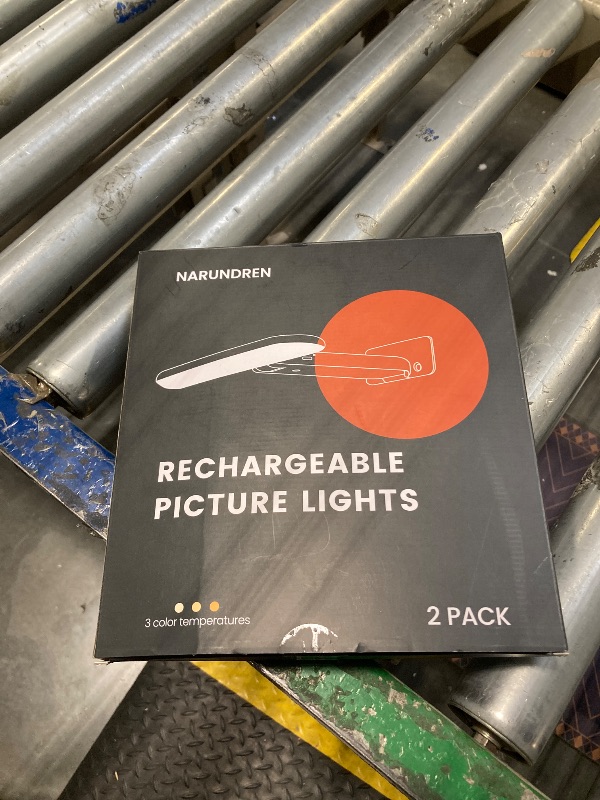 NARUNDREN
RECHARGEABLE
PICTURE LIGHTS
3 color temperatures
2 PACK